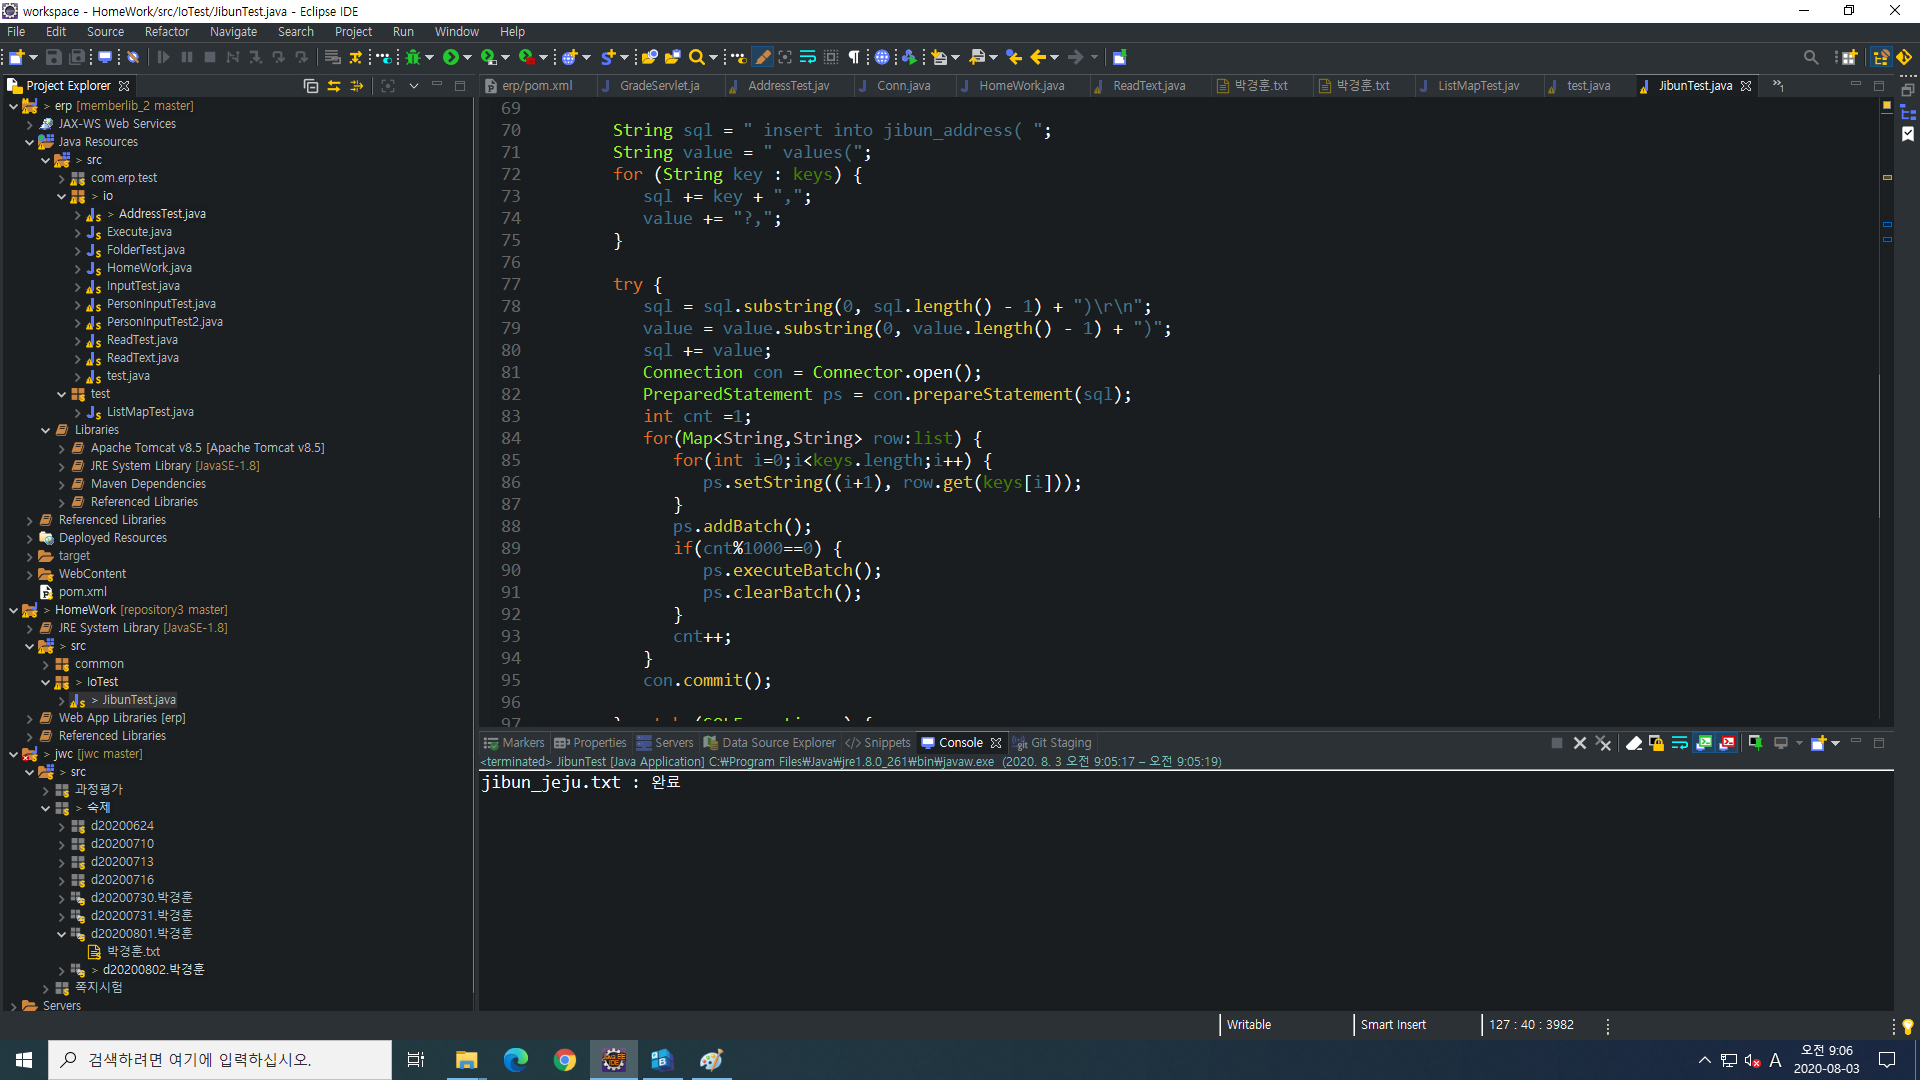 workspace - HomeWork/src/IoTest/JibunTest.java - Eclipse IDE
File Edit Source Refactor Navigate Search Project Run Window Help
Project Explorer
> erp [memberlib_2 master]
JAX-WS Web Services
Java Resources
> src
com.erp.test
> io
> AddressTest.java
Execute.java
FolderTest.java
HomeWork.java
InputTest.java
PersonInputTest.java
PersonInputTest2.java
ReadTest.java
ReadText.java
test.java
test
ListMapTest.java
Libraries
Apache Tomcat v8.5 [Apache Tomcat v8.5]
JRE System Library [JavaSE-1.8]
Maven Dependencies
Referenced Libraries
Referenced Libraries
Deployed Resources
target
WebContent
pom.xml
> HomeWork [repository3 master]
JRE System Library [JavaSE-1.8]
> src
common
> IoTest
> JibunTest.java
Web App Libraries [erp]
Referenced Libraries
> jwc [jwc master]
> src
과정평가
> 숙제
d20200624
d20200710
d20200713
d20200716
d20200730.박경훈
d20200731.박경훈
d20200801.박경훈
박경훈.txt
> d20200802.박경훈
쪽지시험
Servers
erp/pom.xml GradeServlet.ja AddressTest.jav Conn.java HomeWork.java ReadText.java 박경훈.txt 박경훈.txt ListMapTest.jav test.java JibunTest.java »1
69
70 String sql = " insert into jibun_address( ";
71 String value = " values(";
72 for (String key : keys) {
73 sql += key + ",";
74 value += "?,";
75 }
76
77 try {
78 sql = sql.substring(0, sql.length() - 1) + ")\r\n";
79 value = value.substring(0, value.length() - 1) + ")";
80 sql += value;
81 Connection con = Connector.open();
82 PreparedStatement ps = con.prepareStatement(sql);
83 int cnt =1;
84 for(Map<String,String> row:list) {
85 for(int i=0;i<keys.length;i++) {
86 ps.setString((i+1), row.get(keys[i]));
87 }
88 ps.addBatch();
89 if(cnt%1000==0) {
90 ps.executeBatch();
91 ps.clearBatch();
92 }
93 cnt++;
94 }
95 con.commit();
96
97
Markers Properties Servers Data Source Explorer Snippets Console Git Staging
<terminated> JibunTest [Java Application] C:₩Program Files₩Java₩jre1.8.0_261₩bin₩javaw.exe (2020. 8. 3 오전 9:05:17 – 오전 9:05:19)
jibun_jeju.txt : 완료
Writable Smart Insert 127 : 40 : 3982
검색하려면 여기에 입력하십시오.
A
오전 9:06
2020-08-03